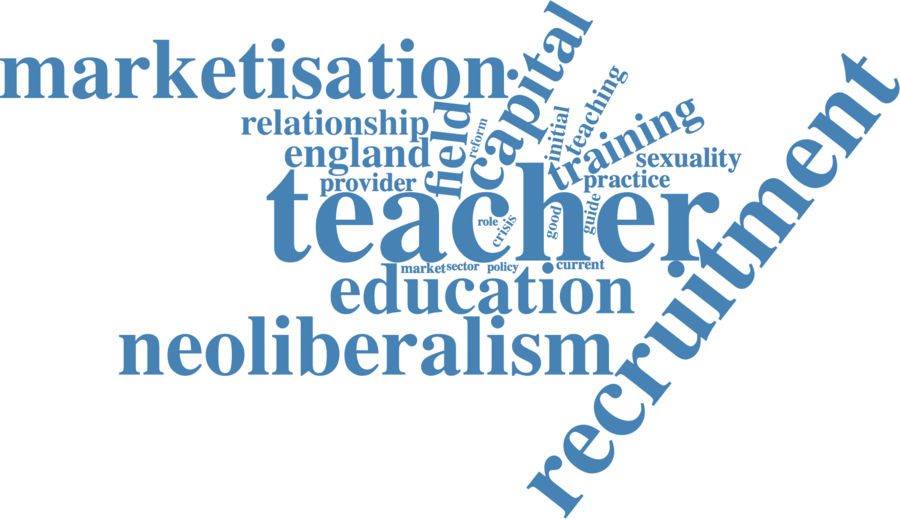 marketisation
capital
recruitment
relationship
field
reform
initial
teaching
training
england
sexuality
provider
practice
teacher
role
crisis
good
guide
market
sector
policy
current
education
neoliberalism